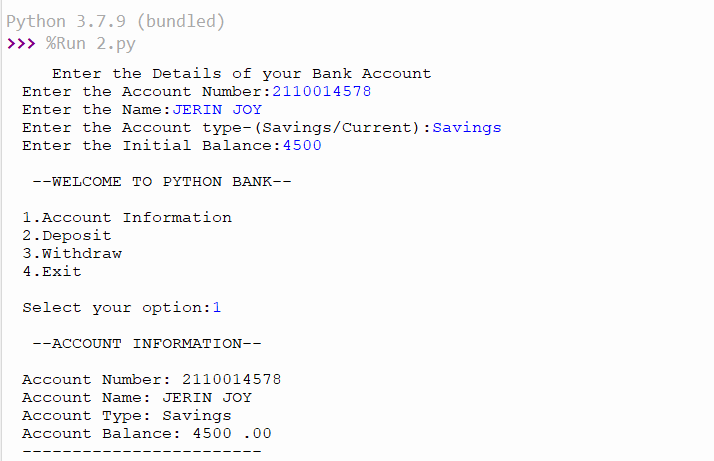 Python 3.7.9 (bundled)
>>> %Run 2.py
Enter the Details of your Bank Account
Enter the Account Number:2110014578
Enter the Name:JERIN JOY
Enter the Account type-(Savings/Current):Savings
Enter the Initial Balance:4500
--WELCOME TO PYTHON BANK--
1.Account Information
2.Deposit
3.Withdraw
4.Exit
Select your option:1
--ACCOUNT INFORMATION--
Account Number: 2110014578
Account Name: JERIN JOY
Account Type: Savings
Account Balance: 4500 .00
------------------------